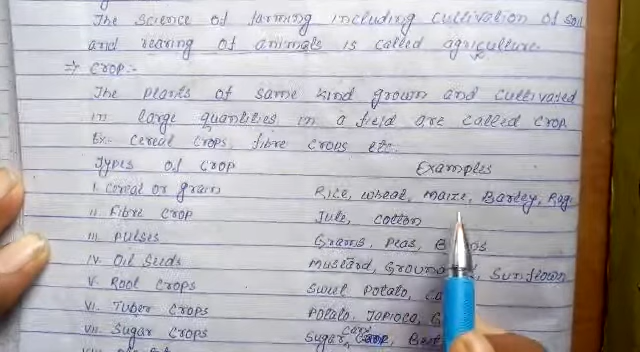 The science of farming including cultivation of soil
and rearing of animals is called agriculture.
⇒ Crop:-
The plants of same kind grown and cultivated
in large quantities in a field are called crop
Ex:- Cereal crops, fibre crops etc.
Types of crop Examples
I. Cereal or grain Rice, wheat, Maize, Barley, Ragi
II. Fibre crop Jute, cotton
III. Pulses Grams, Peas,
IV. Oil Seeds Mustard, Sunflown
V. Root crops Sweet Potato,
VI. Tuber crops Potato, Tapioca,
VII. Sugar crops Sugar, Cane